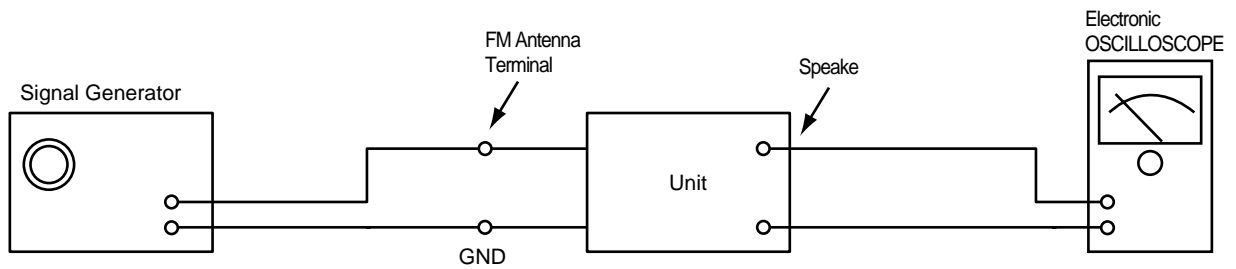 Electronic
OSCILLOSCOPE
FM Antenna
Terminal
Speake
Signal Generator
Unit
GND